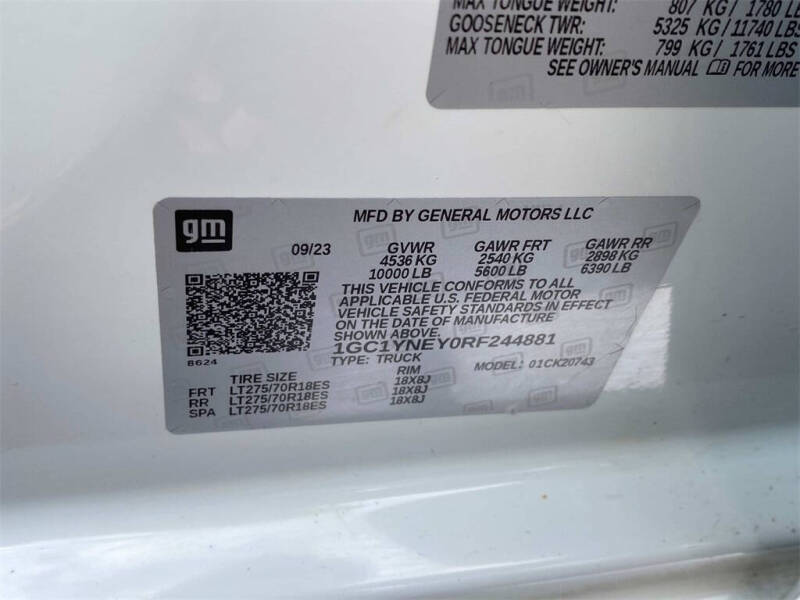 MAX TONGUE WEIGHT: 807 KG / 1780 LB
GOOSENECK TWR: 5325 KG / 11740 LBS
MAX TONGUE WEIGHT: 799 KG / 1761 LBS
SEE OWNER'S MANUAL FOR MORE
gm
MFD BY GENERAL MOTORS LLC
09/23 GVWR GAWR FRT GAWR RR
4536 KG 2540 KG 2898 KG
10000 LB 5600 LB 6390 LB
THIS VEHICLE CONFORMS TO ALL
APPLICABLE U.S. FEDERAL MOTOR
VEHICLE SAFETY STANDARDS IN EFFECT
ON THE DATE OF MANUFACTURE
SHOWN ABOVE.
1GC1YNEY0RF244881
8624
TYPE: TRUCK MODEL: 01CK20743
TIRE SIZE RIM
FRT LT275/70R18ES 18X8J
RR LT275/70R18ES 18X8J
SPA LT275/70R18ES 18X8J